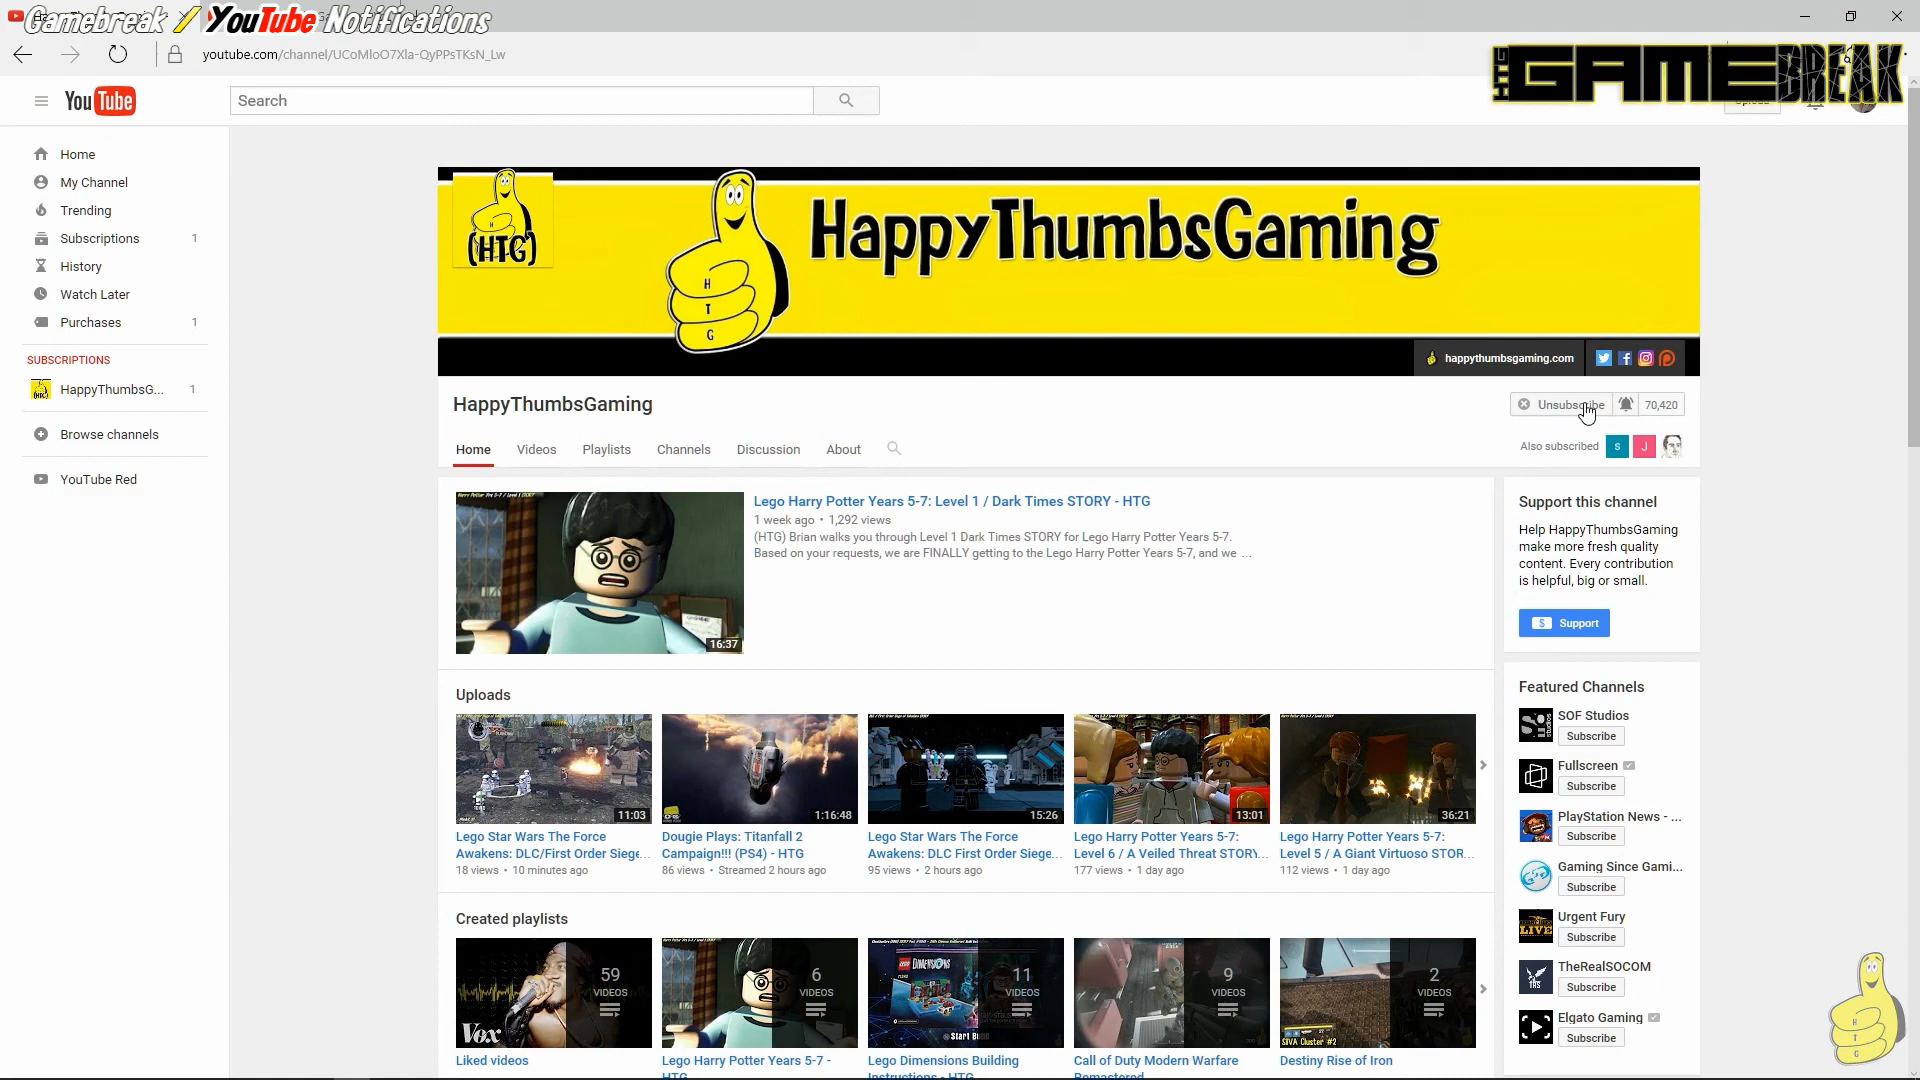 Gamebreak / YouTube Notifications
youtube.com/channel/UCoMloO7Xla-QyPPsTKsN_Lw
HTG GAMEBREAK
YouTube
Search
Home
My Channel
Trending
Subscriptions 1
History
Watch Later
Purchases 1
SUBSCRIPTIONS
HappyThumbsG... 1
Browse channels
YouTube Red
(HTG)
H
T
G
HappyThumbsGaming
happythumbsgaming.com
HappyThumbsGaming
Unsubscribe 70,420
Home Videos Playlists Channels Discussion About
Also subscribed S J
Lego Harry Potter Years 5-7: Level 1 / Dark Times STORY - HTG
1 week ago • 1,292 views
(HTG) Brian walks you through Level 1 Dark Times STORY for Lego Harry Potter Years 5-7.
Based on your requests, we are FINALLY getting to the Lego Harry Potter Years 5-7, and we ...
16:37
Support this channel
Help HappyThumbsGaming
make more fresh quality
content. Every contribution
is helpful, big or small.
$ Support
Uploads
11:03
Lego Star Wars The Force
Awakens: DLC/First Order Siege...
18 views • 10 minutes ago
1:16:48
Dougie Plays: Titanfall 2
Campaign!!! (PS4) - HTG
86 views • Streamed 2 hours ago
15:26
Lego Star Wars The Force
Awakens: DLC First Order Siege...
95 views • 2 hours ago
13:01
Lego Harry Potter Years 5-7:
Level 6 / A Veiled Threat STORY...
177 views • 1 day ago
36:21
Lego Harry Potter Years 5-7:
Level 5 / A Giant Virtuoso STOR...
112 views • 1 day ago
Featured Channels
SOF Studios
Subscribe
Fullscreen
Subscribe
PlayStation News - ...
Subscribe
Gaming Since Gami...
Subscribe
LIVE
Urgent Fury
Subscribe
TheRealSOCOM
Subscribe
Elgato Gaming
Subscribe
Created playlists
Vox
59
VIDEOS
Liked videos
6
VIDEOS
Lego Harry Potter Years 5-7 -
HTG
LEGO DIMENSIONS
11
VIDEOS
Lego Dimensions Building
Instructions - HTG
9
VIDEOS
Call of Duty Modern Warfare
Remastered
SIVA Cluster #2
2
VIDEOS
Destiny Rise of Iron
H
T
G